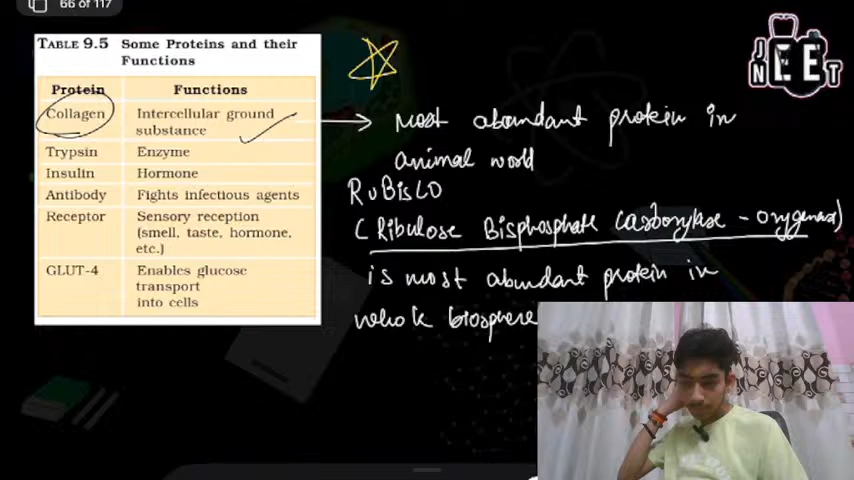 66 of 117
TABLE 9.5 Some Proteins and their
Functions
Protein Functions
Collagen Intercellular ground
substance
Trypsin Enzyme
Insulin Hormone
Antibody Fights infectious agents
Receptor Sensory reception
(smell, taste, hormone,
etc.)
GLUT-4 Enables glucose
transport
into cells
most abundant protein in
animal world
RuBisCO
(Ribulose Bisphosphate carboxylase - oxygenase)
is most abundant protein in
whole biosphere
J
NEET